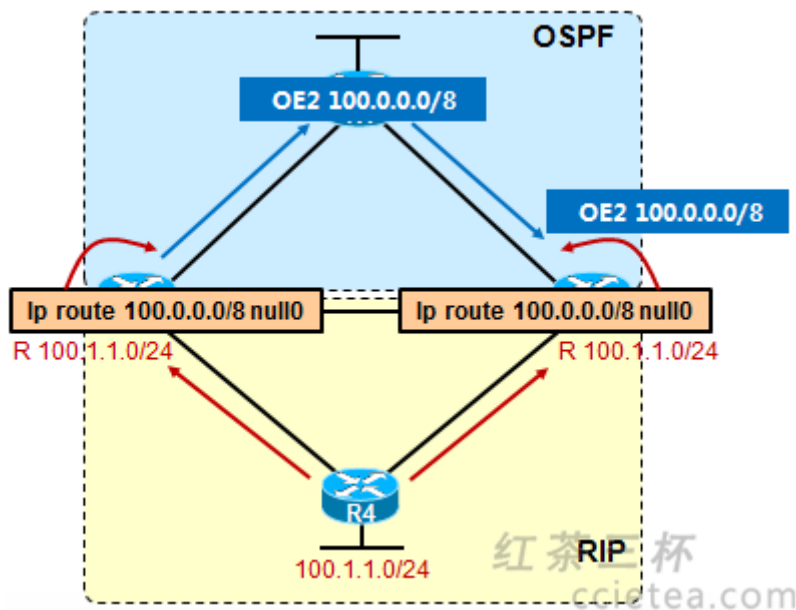 OSPF
OE2 100.0.0.0/8
OE2 100.0.0.0/8
Ip route 100.0.0.0/8 null0
Ip route 100.0.0.0/8 null0
R 100.1.1.0/24
R 100.1.1.0/24
R4
100.1.1.0/24
RIP
红茶三杯
ccietea.com